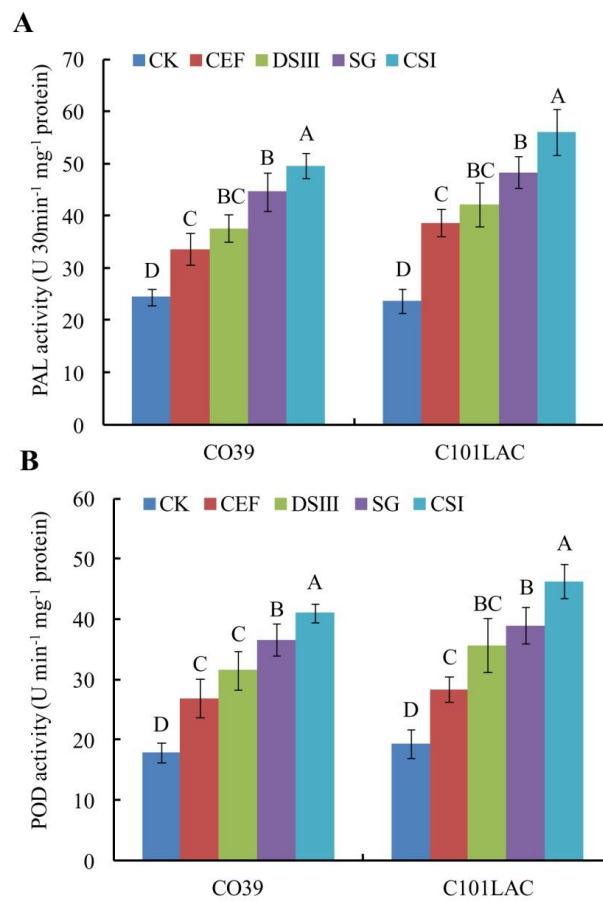 A
PAL activity (U 30min⁻¹ mg⁻¹ protein)
70
60
50
40
30
20
10
0
CK CEF DSIII SG CSI
D C BC B A
D C BC B A
CO39 C101LAC
B
POD activity (U min⁻¹ mg⁻¹ protein)
60
50
40
30
20
10
0
CK CEF DSIII SG CSI
D C C B A
D C BC B A
CO39 C101LAC